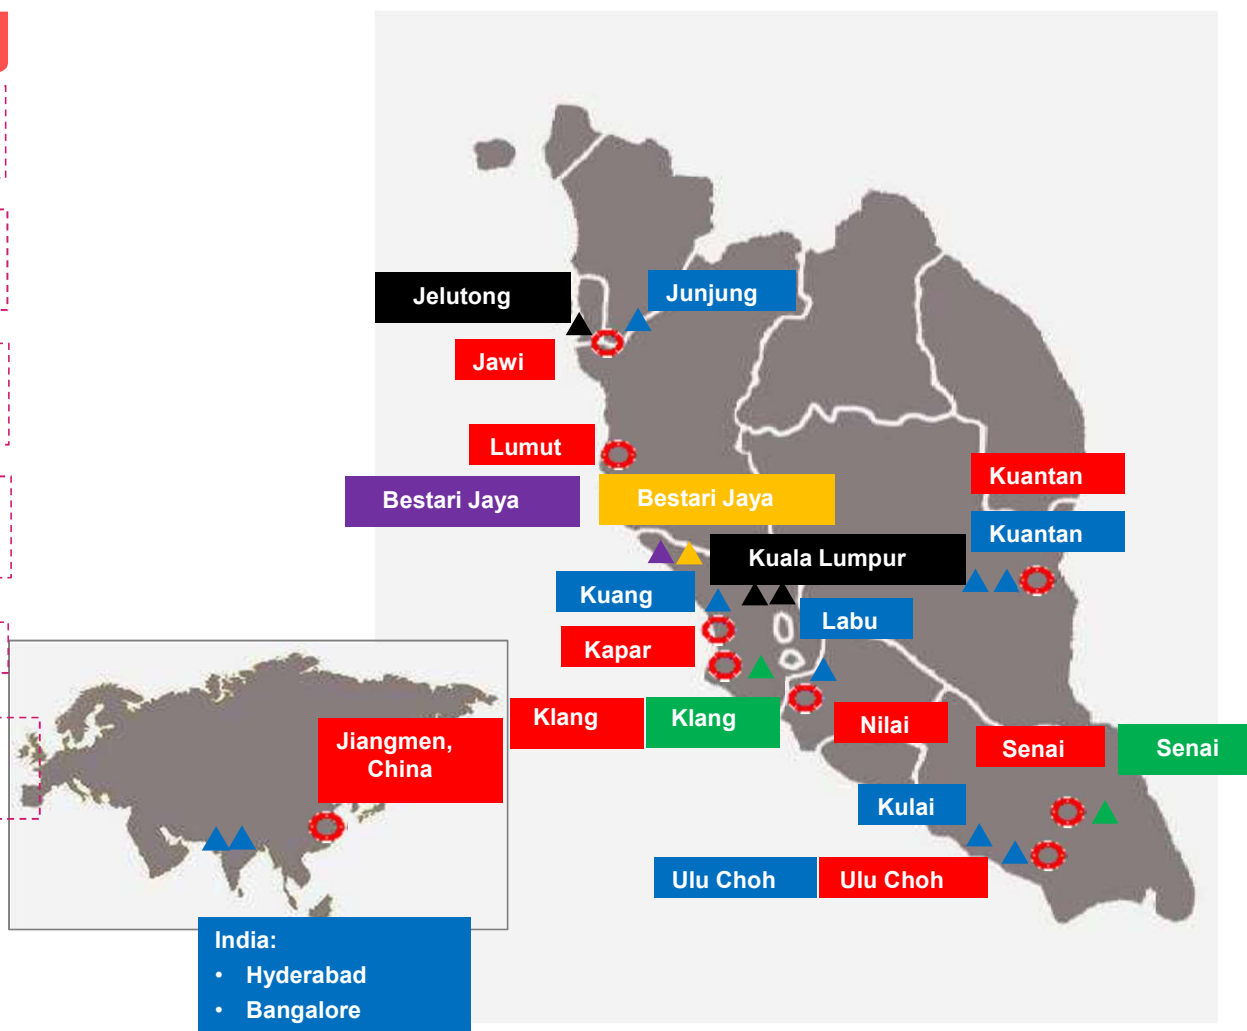 Jelutong
Junjung
Jawi
Lumut
Kuantan
Bestari Jaya
Bestari Jaya
Kuantan
Kuala Lumpur
Kuang
Labu
Kapar
Klang
Klang
Nilai
Senai
Senai
Jiangmen,
China
Kulai
Ulu Choh
Ulu Choh
India:
• Hyderabad
• Bangalore